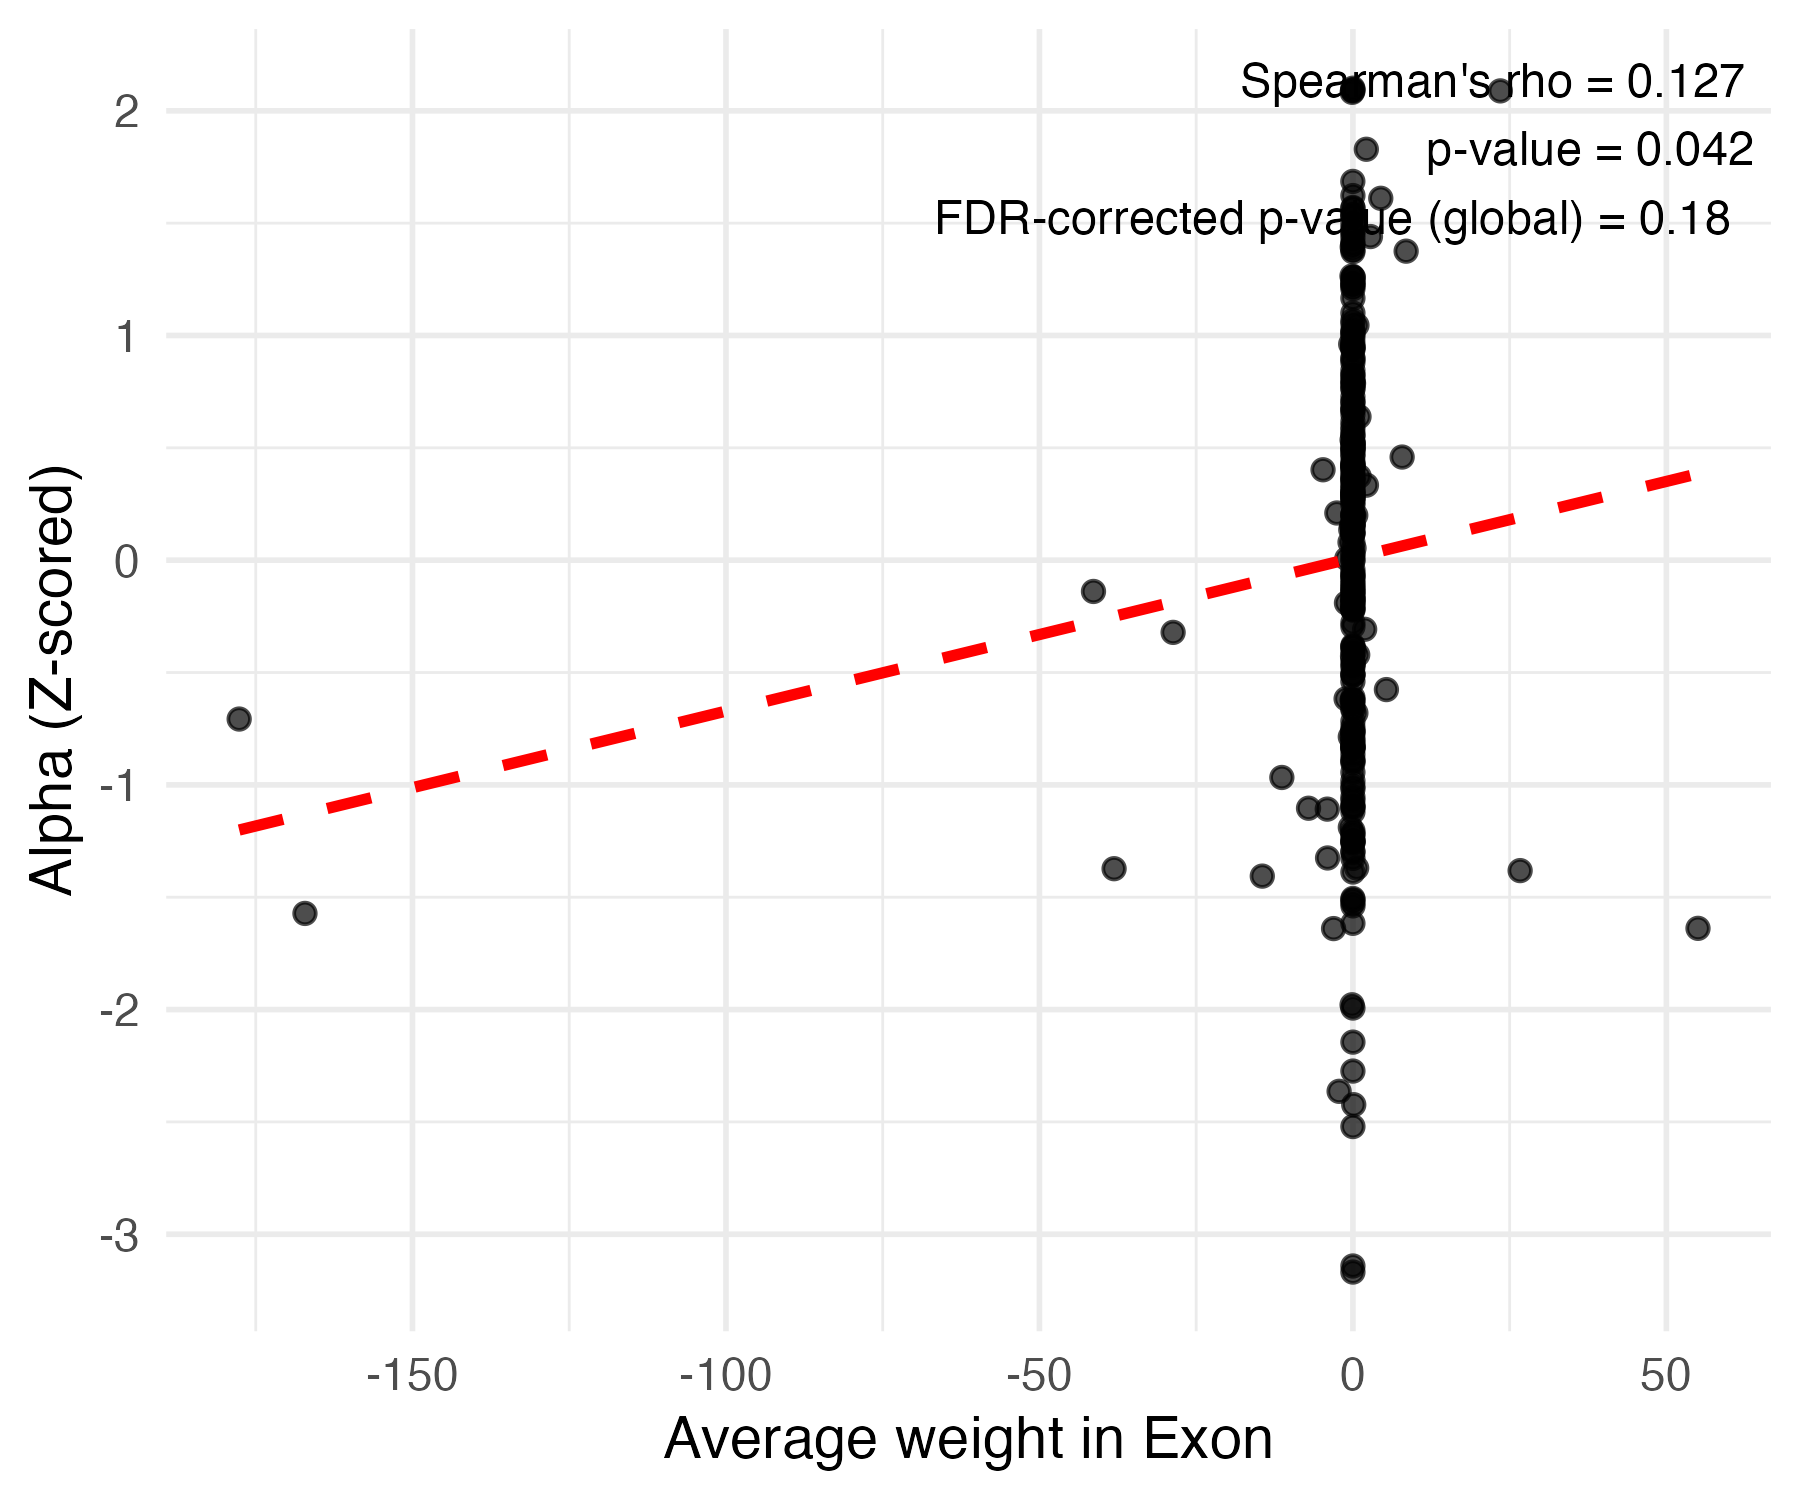 Spearman's rho = 0.127
p-value = 0.042
FDR-corrected p-value (global) = 0.18
2
1
0
-1
-2
-3
Alpha (Z-scored)
-150
-100
-50
0
50
Average weight in Exon